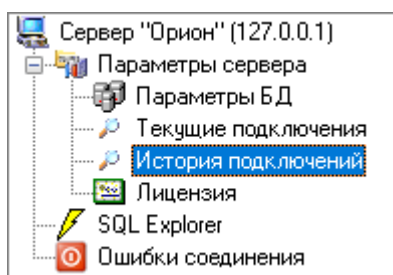 Сервер "Орион" (127.0.0.1)
Параметры сервера
Параметры БД
Текущие подключения
История подключений
Лицензия
SQL Explorer
Ошибки соединения